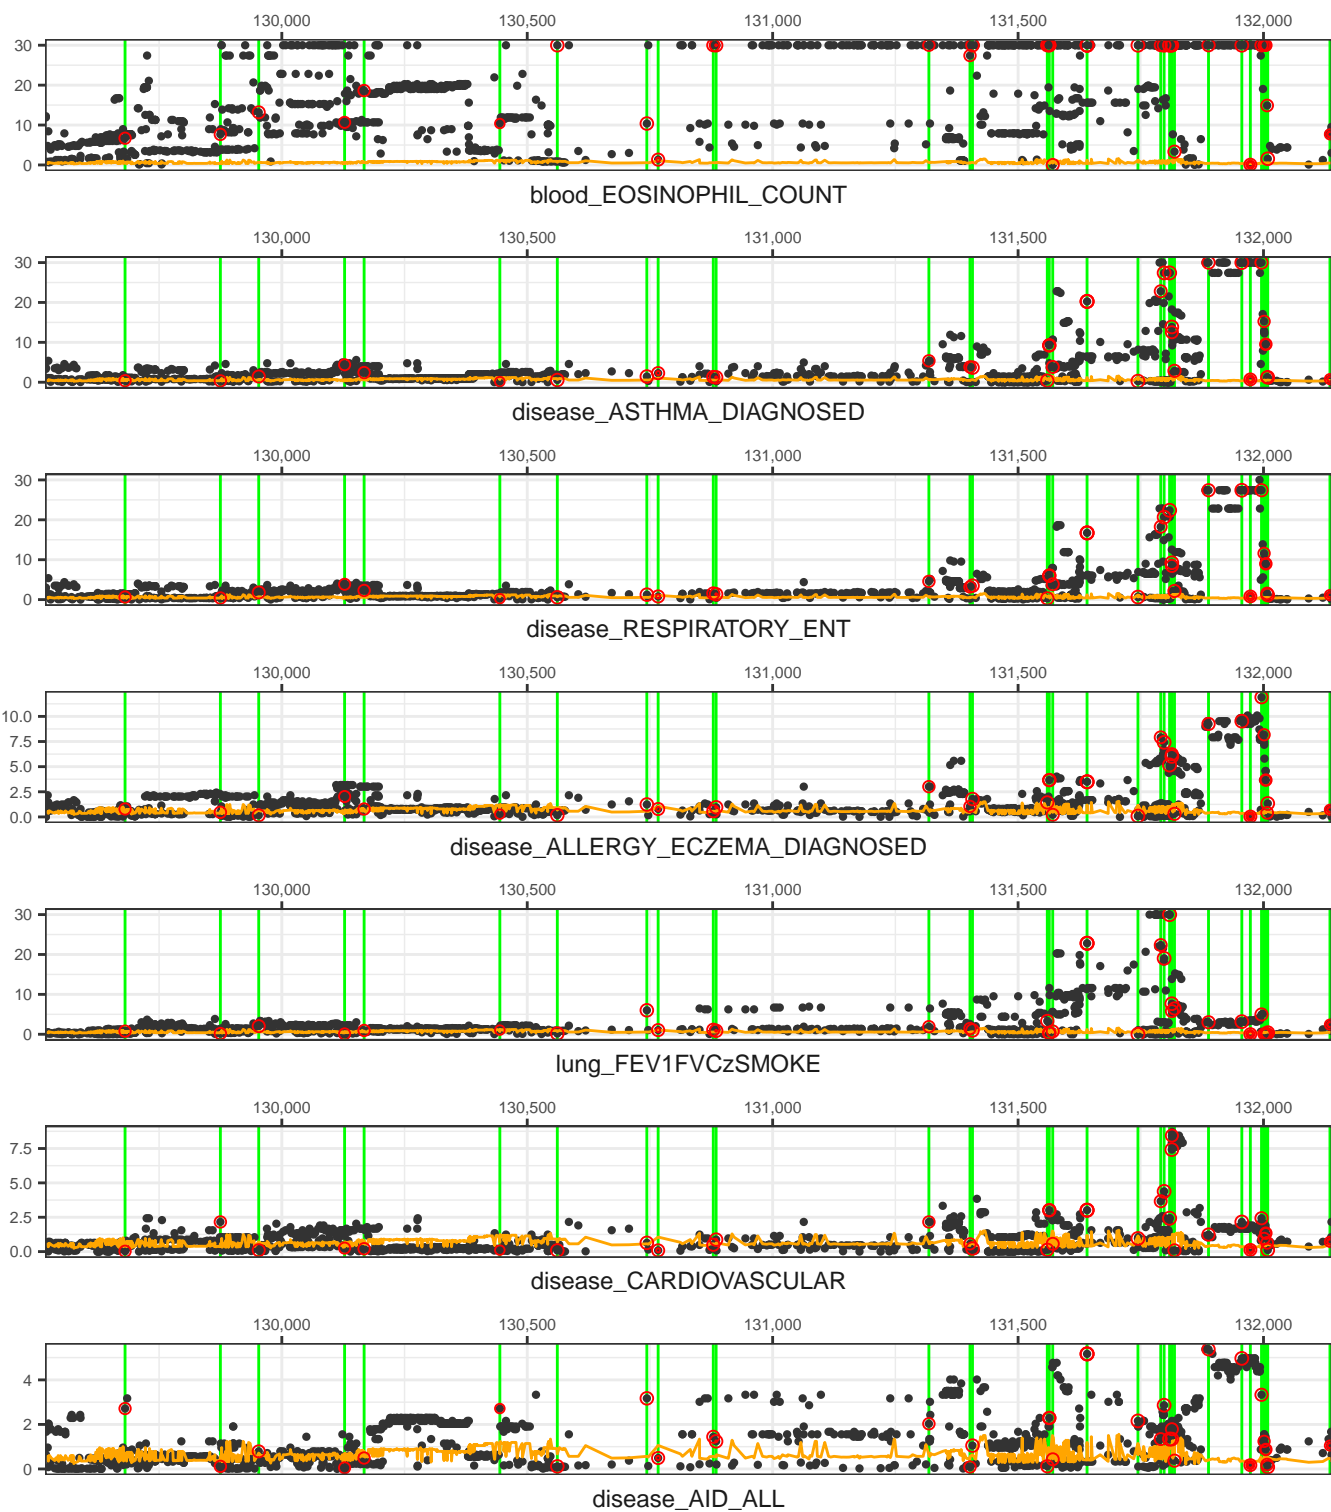 130,000 130,500 131,000 131,500 132,000
30
20
10
0
blood_EOSINOPHIL_COUNT
130,000 130,500 131,000 131,500 132,000
30
20
10
0
disease_ASTHMA_DIAGNOSED
130,000 130,500 131,000 131,500 132,000
30
20
10
0
disease_RESPIRATORY_ENT
130,000 130,500 131,000 131,500 132,000
10.0
7.5
5.0
2.5
0.0
disease_ALLERGY_ECZEMA_DIAGNOSED
130,000 130,500 131,000 131,500 132,000
30
20
10
0
lung_FEV1FVCzSMOKE
130,000 130,500 131,000 131,500 132,000
7.5
5.0
2.5
0.0
disease_CARDIOVASCULAR
130,000 130,500 131,000 131,500 132,000
4
2
0
disease_AID_ALL